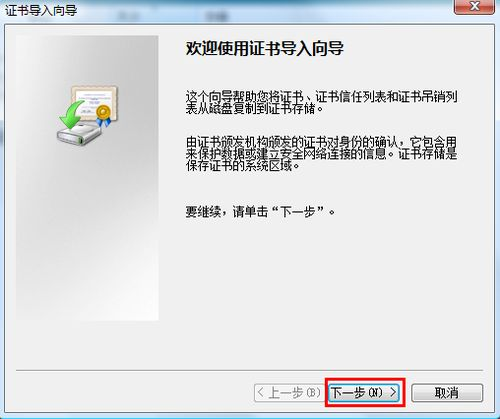 证书导入向导
欢迎使用证书导入向导
这个向导帮助您将证书、证书信任列表和证书吊销列
表从磁盘复制到证书存储。
由证书颁发机构颁发的证书对身份的确认，它包含用
来保护数据或建立安全网络连接的信息。证书存储是
保存证书的系统区域。
要继续，请单击“下一步”。
<上一步(B) 下一步(N) > 取消